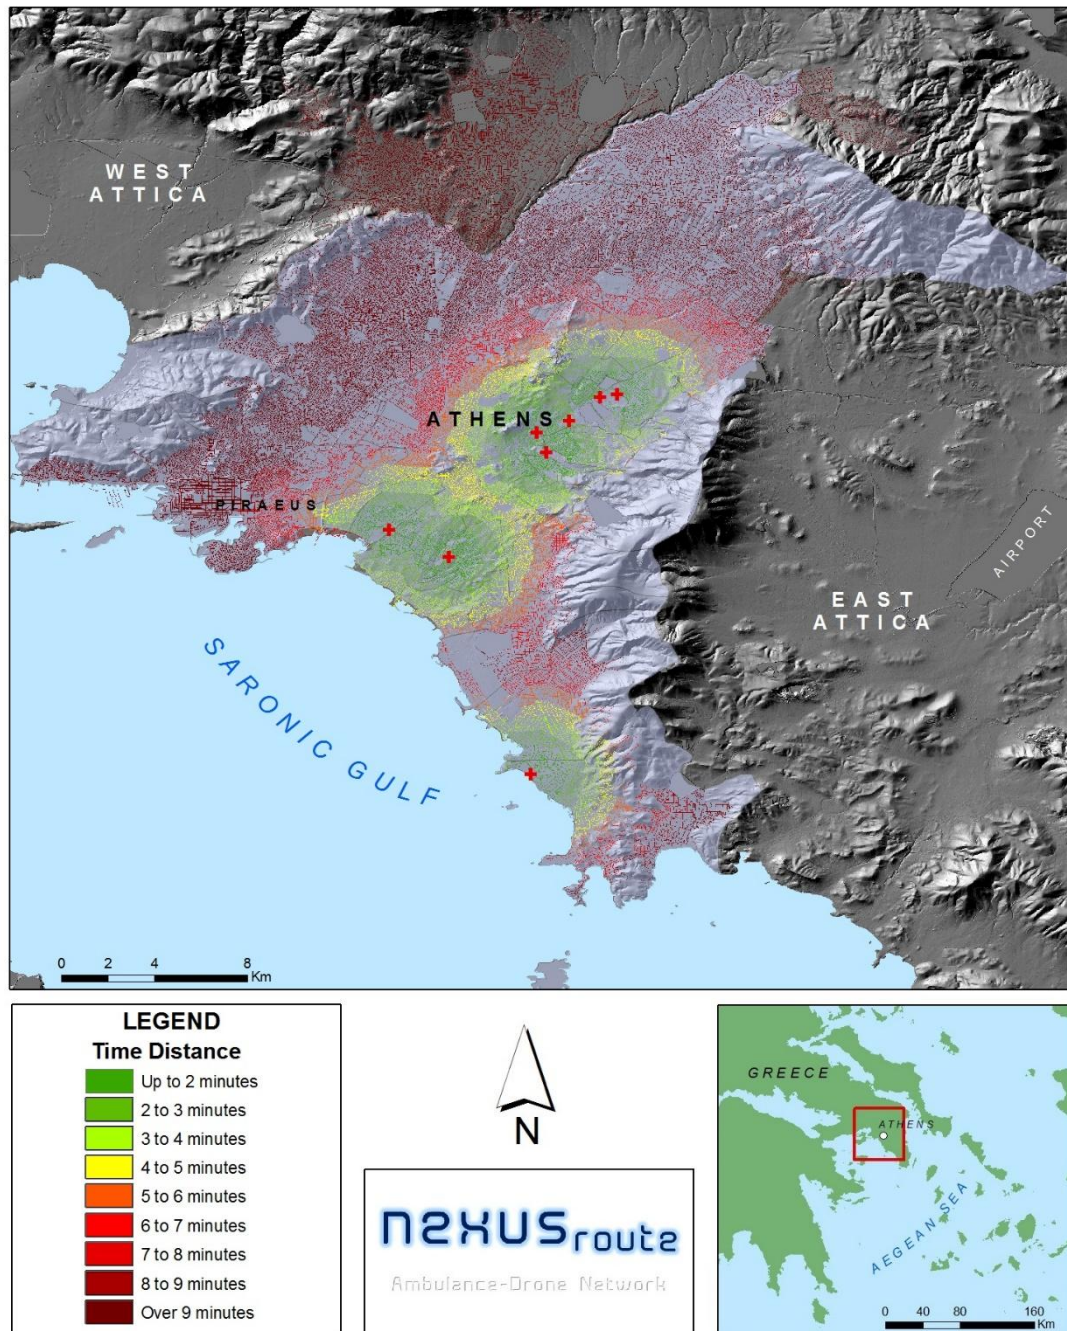 WEST
ATTICA
ATHENS
PIRAEUS
AIRPORT
EAST
ATTICA
SARONIC GULF
0 2 4 8
Km
LEGEND
Time Distance
Up to 2 minutes
2 to 3 minutes
3 to 4 minutes
4 to 5 minutes
5 to 6 minutes
6 to 7 minutes
7 to 8 minutes
8 to 9 minutes
Over 9 minutes
N
nexus route
Ambulance-Drone Network
GREECE
ATHENS
AEGEAN SEA
0 40 80 160
Km